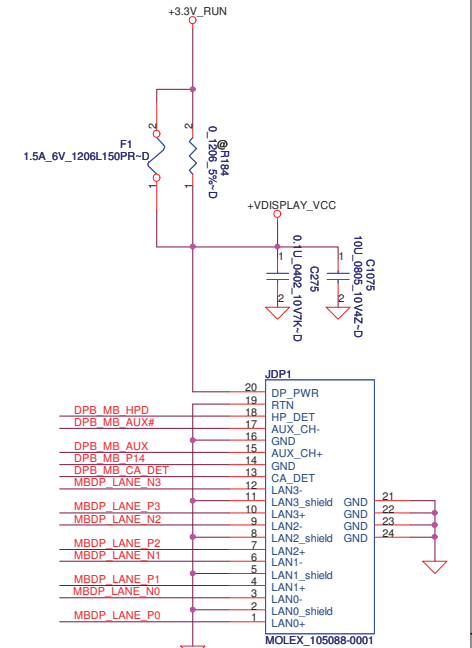 +3.3V_RUN
2
2
F1
1.5A_6V_1206L150PR~D
1
1
@R184
0_1206_5%~D
+VDISPLAY_VCC
1
1
2
2
C275
0.1U_0402_10V7K~D
C1075
10U_0805_10V4Z~D
JDP1
20 DP_PWR
19 RTN
DPB_MB_HPD 18 HP_DET
DPB_MB_AUX# 17 AUX_CH-
16 GND
DPB_MB_AUX 15 AUX_CH+
DPB_MB_P14 14 GND
DPB_MB_CA_DET 13 CA_DET
MBDP_LANE_N3 12 LAN3-
11 LAN3_shield GND 21
MBDP_LANE_P3 10 LAN3+ GND 22
MBDP_LANE_N2 9 LAN2- GND 23
8 LAN2_shield GND 24
MBDP_LANE_P2 7 LAN2+
MBDP_LANE_N1 6 LAN1-
5 LAN1_shield
MBDP_LANE_P1 4 LAN1+
MBDP_LANE_N0 3 LAN0-
2 LAN0_shield
MBDP_LANE_P0 1 LAN0+
MOLEX_105088-0001